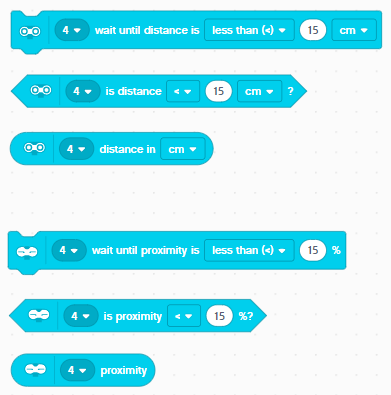 4 wait until distance is less than (<) 15 cm
4 is distance < 15 cm ?
4 distance in cm
4 wait until proximity is less than (<) 15 %
4 is proximity < 15 %?
4 proximity